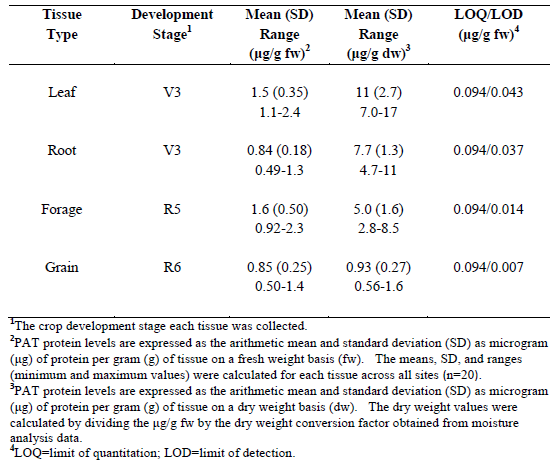 Tissue Type Development Stage1 Mean (SD) Range (µg/g fw)2 Mean (SD) Range (µg/g dw)3 LOQ/LOD (µg/g fw)4
Leaf V3 1.5 (0.35) 11 (2.7) 0.094/0.043
1.1-2.4 7.0-17
Root V3 0.84 (0.18) 7.7 (1.3) 0.094/0.037
0.49-1.3 4.7-11
Forage R5 1.6 (0.50) 5.0 (1.6) 0.094/0.014
0.92-2.3 2.8-8.5
Grain R6 0.85 (0.25) 0.93 (0.27) 0.094/0.007
0.50-1.4 0.56-1.6
1The crop development stage each tissue was collected.
2PAT protein levels are expressed as the arithmetic mean and standard deviation (SD) as microgram
(µg) of protein per gram (g) of tissue on a fresh weight basis (fw). The means, SD, and ranges
(minimum and maximum values) were calculated for each tissue across all sites (n=20).
3PAT protein levels are expressed as the arithmetic mean and standard deviation (SD) as microgram
(µg) of protein per gram (g) of tissue on a dry weight basis (dw). The dry weight values were
calculated by dividing the µg/g fw by the dry weight conversion factor obtained from moisture
analysis data.
4LOQ=limit of quantitation; LOD=limit of detection.